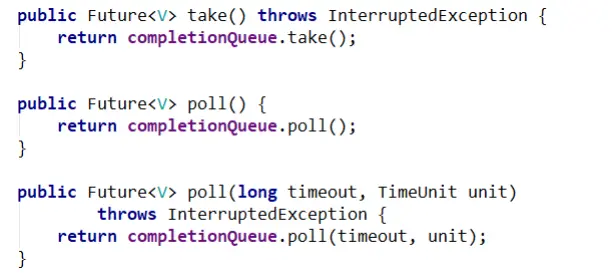 public Future<V> take() throws InterruptedException {
    return completionQueue.take();
}
public Future<V> poll() {
    return completionQueue.poll();
}
public Future<V> poll(long timeout, TimeUnit unit)
        throws InterruptedException {
    return completionQueue.poll(timeout, unit);
}